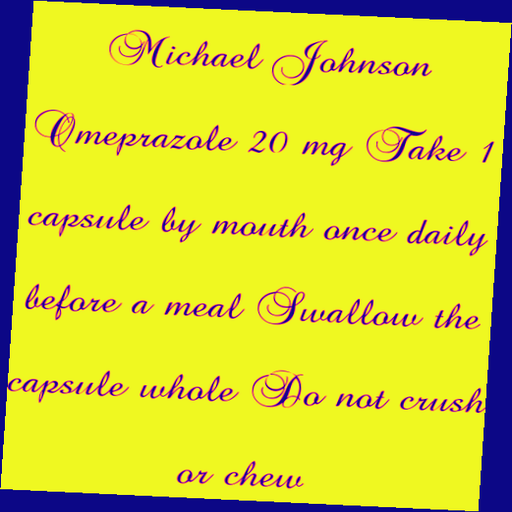 Michael Johnson
Omeprazole 20 mg Take 1
capsule by mouth once daily
before a meal Swallow the
capsule whole Do not crush
or chew